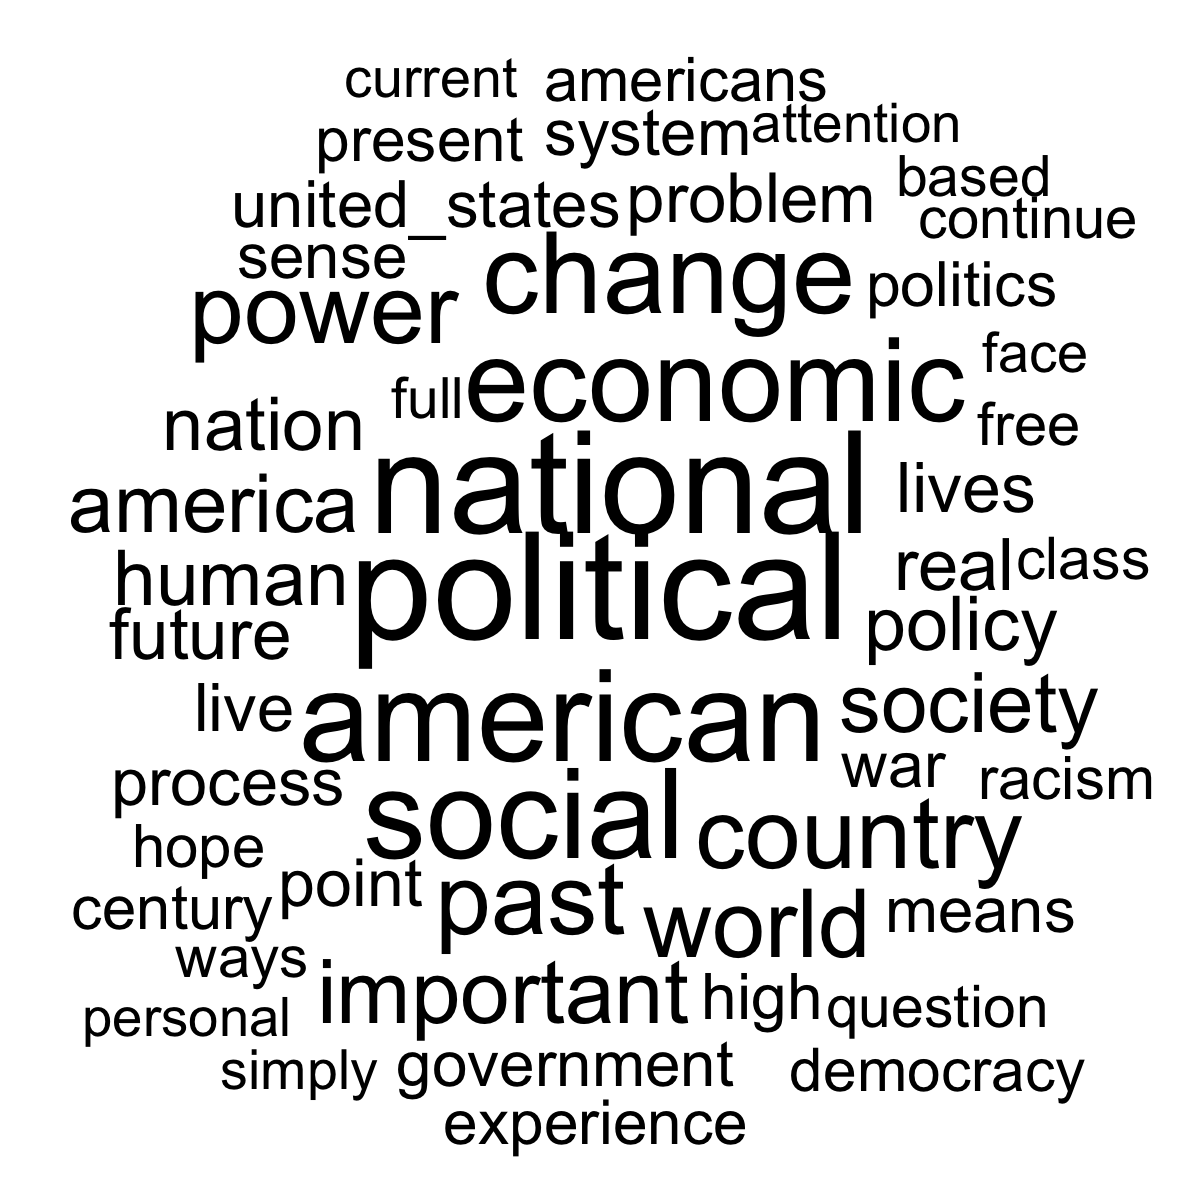 current americans
present system attention
united_states problem based
continue
sense change
power politics
economic face
nation full free
america national lives
human political real class
future policy
live american society
process war racism
social country
hope
century point past world means
ways
personal important high question
simply government democracy
experience